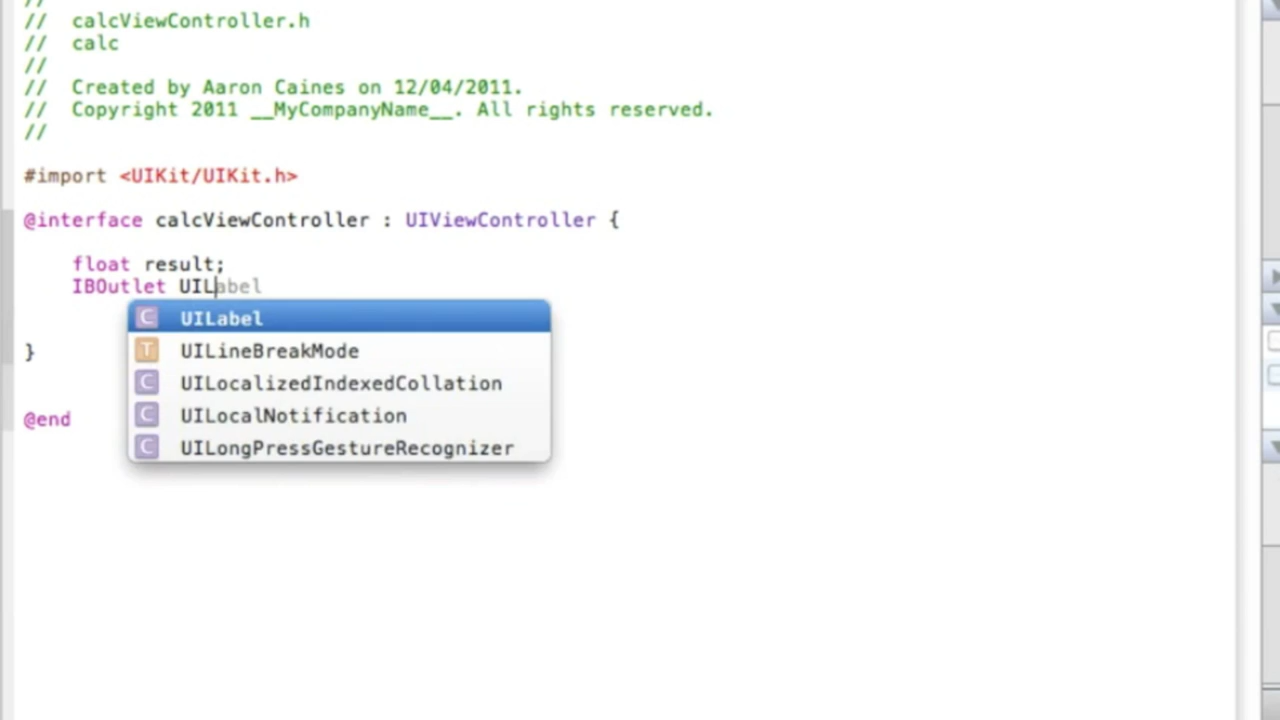 //
// calcViewController.h
// calc
//
// Created by Aaron Caines on 12/04/2011.
// Copyright 2011 __MyCompanyName__. All rights reserved.
//
#import <UIKit/UIKit.h>
@interface calcViewController : UIViewController {
float result;
IBOutlet UILabel
C UILabel
T UILineBreakMode
C UILocalizedIndexedCollation
C UILocalNotification
C UILongPressGestureRecognizer
}
@end